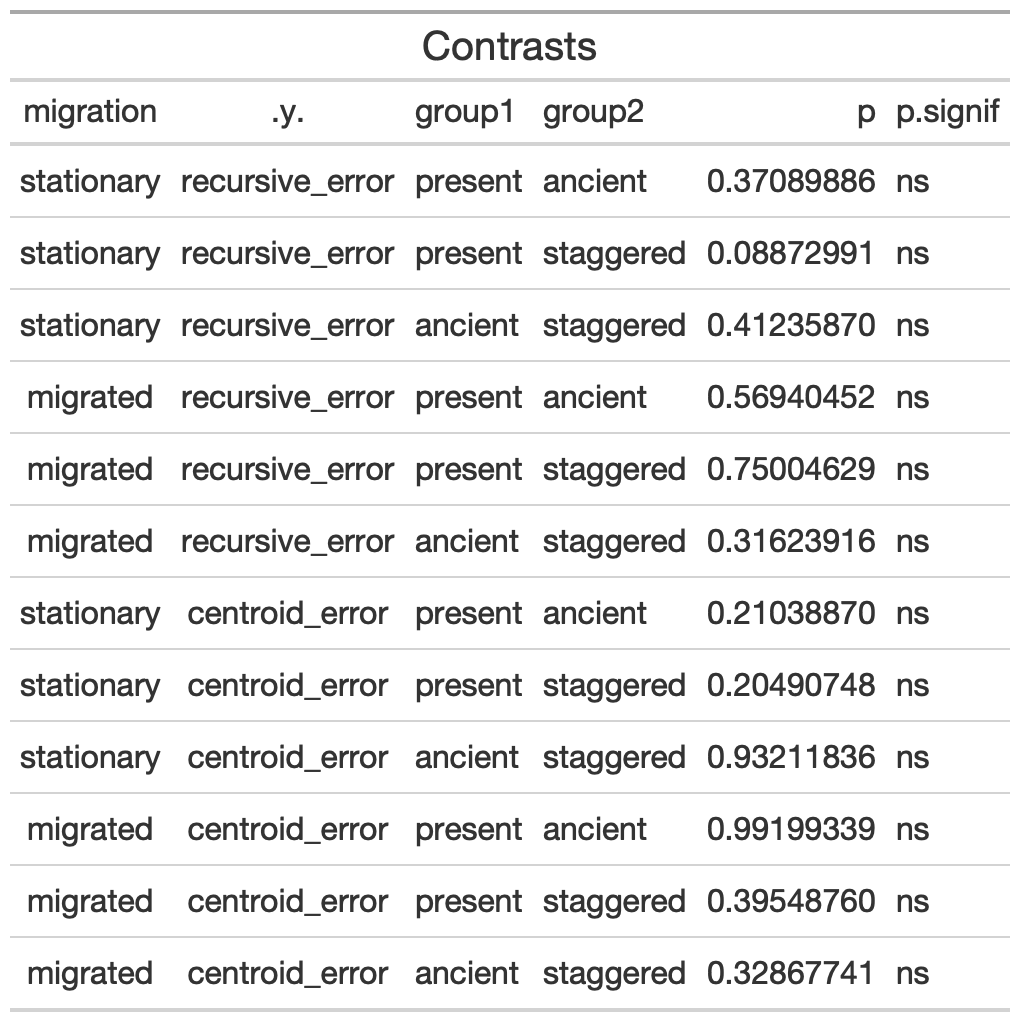 Contrasts
migration .y. group1 group2 p p.signif
stationary recursive_error present ancient 0.37089886 ns
stationary recursive_error present staggered 0.08872991 ns
stationary recursive_error ancient staggered 0.41235870 ns
migrated recursive_error present ancient 0.56940452 ns
migrated recursive_error present staggered 0.75004629 ns
migrated recursive_error ancient staggered 0.31623916 ns
stationary centroid_error present ancient 0.21038870 ns
stationary centroid_error present staggered 0.20490748 ns
stationary centroid_error ancient staggered 0.93211836 ns
migrated centroid_error present ancient 0.99199339 ns
migrated centroid_error present staggered 0.39548760 ns
migrated centroid_error ancient staggered 0.32867741 ns